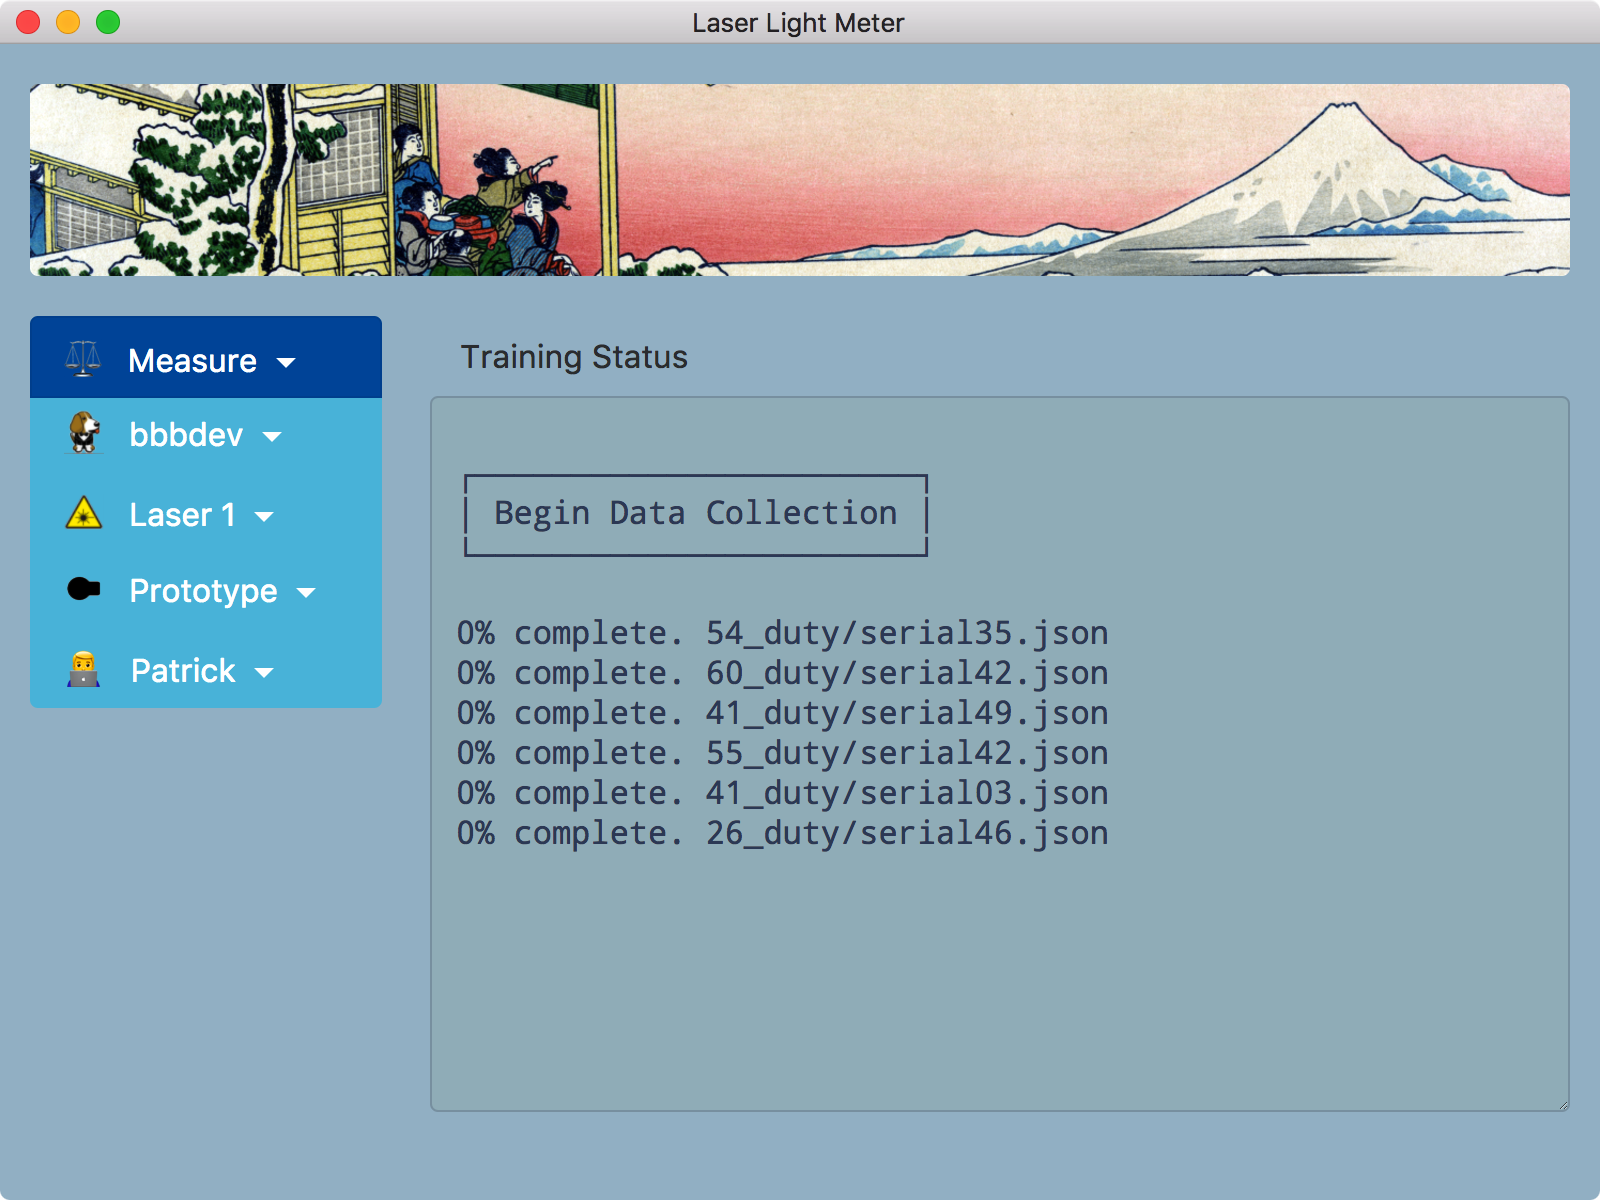 Laser Light Meter
Measure
bbbdev
Laser 1
Prototype
Patrick
Training Status
Begin Data Collection
0% complete. 54_duty/serial35.json
0% complete. 60_duty/serial42.json
0% complete. 41_duty/serial49.json
0% complete. 55_duty/serial42.json
0% complete. 41_duty/serial03.json
0% complete. 26_duty/serial46.json